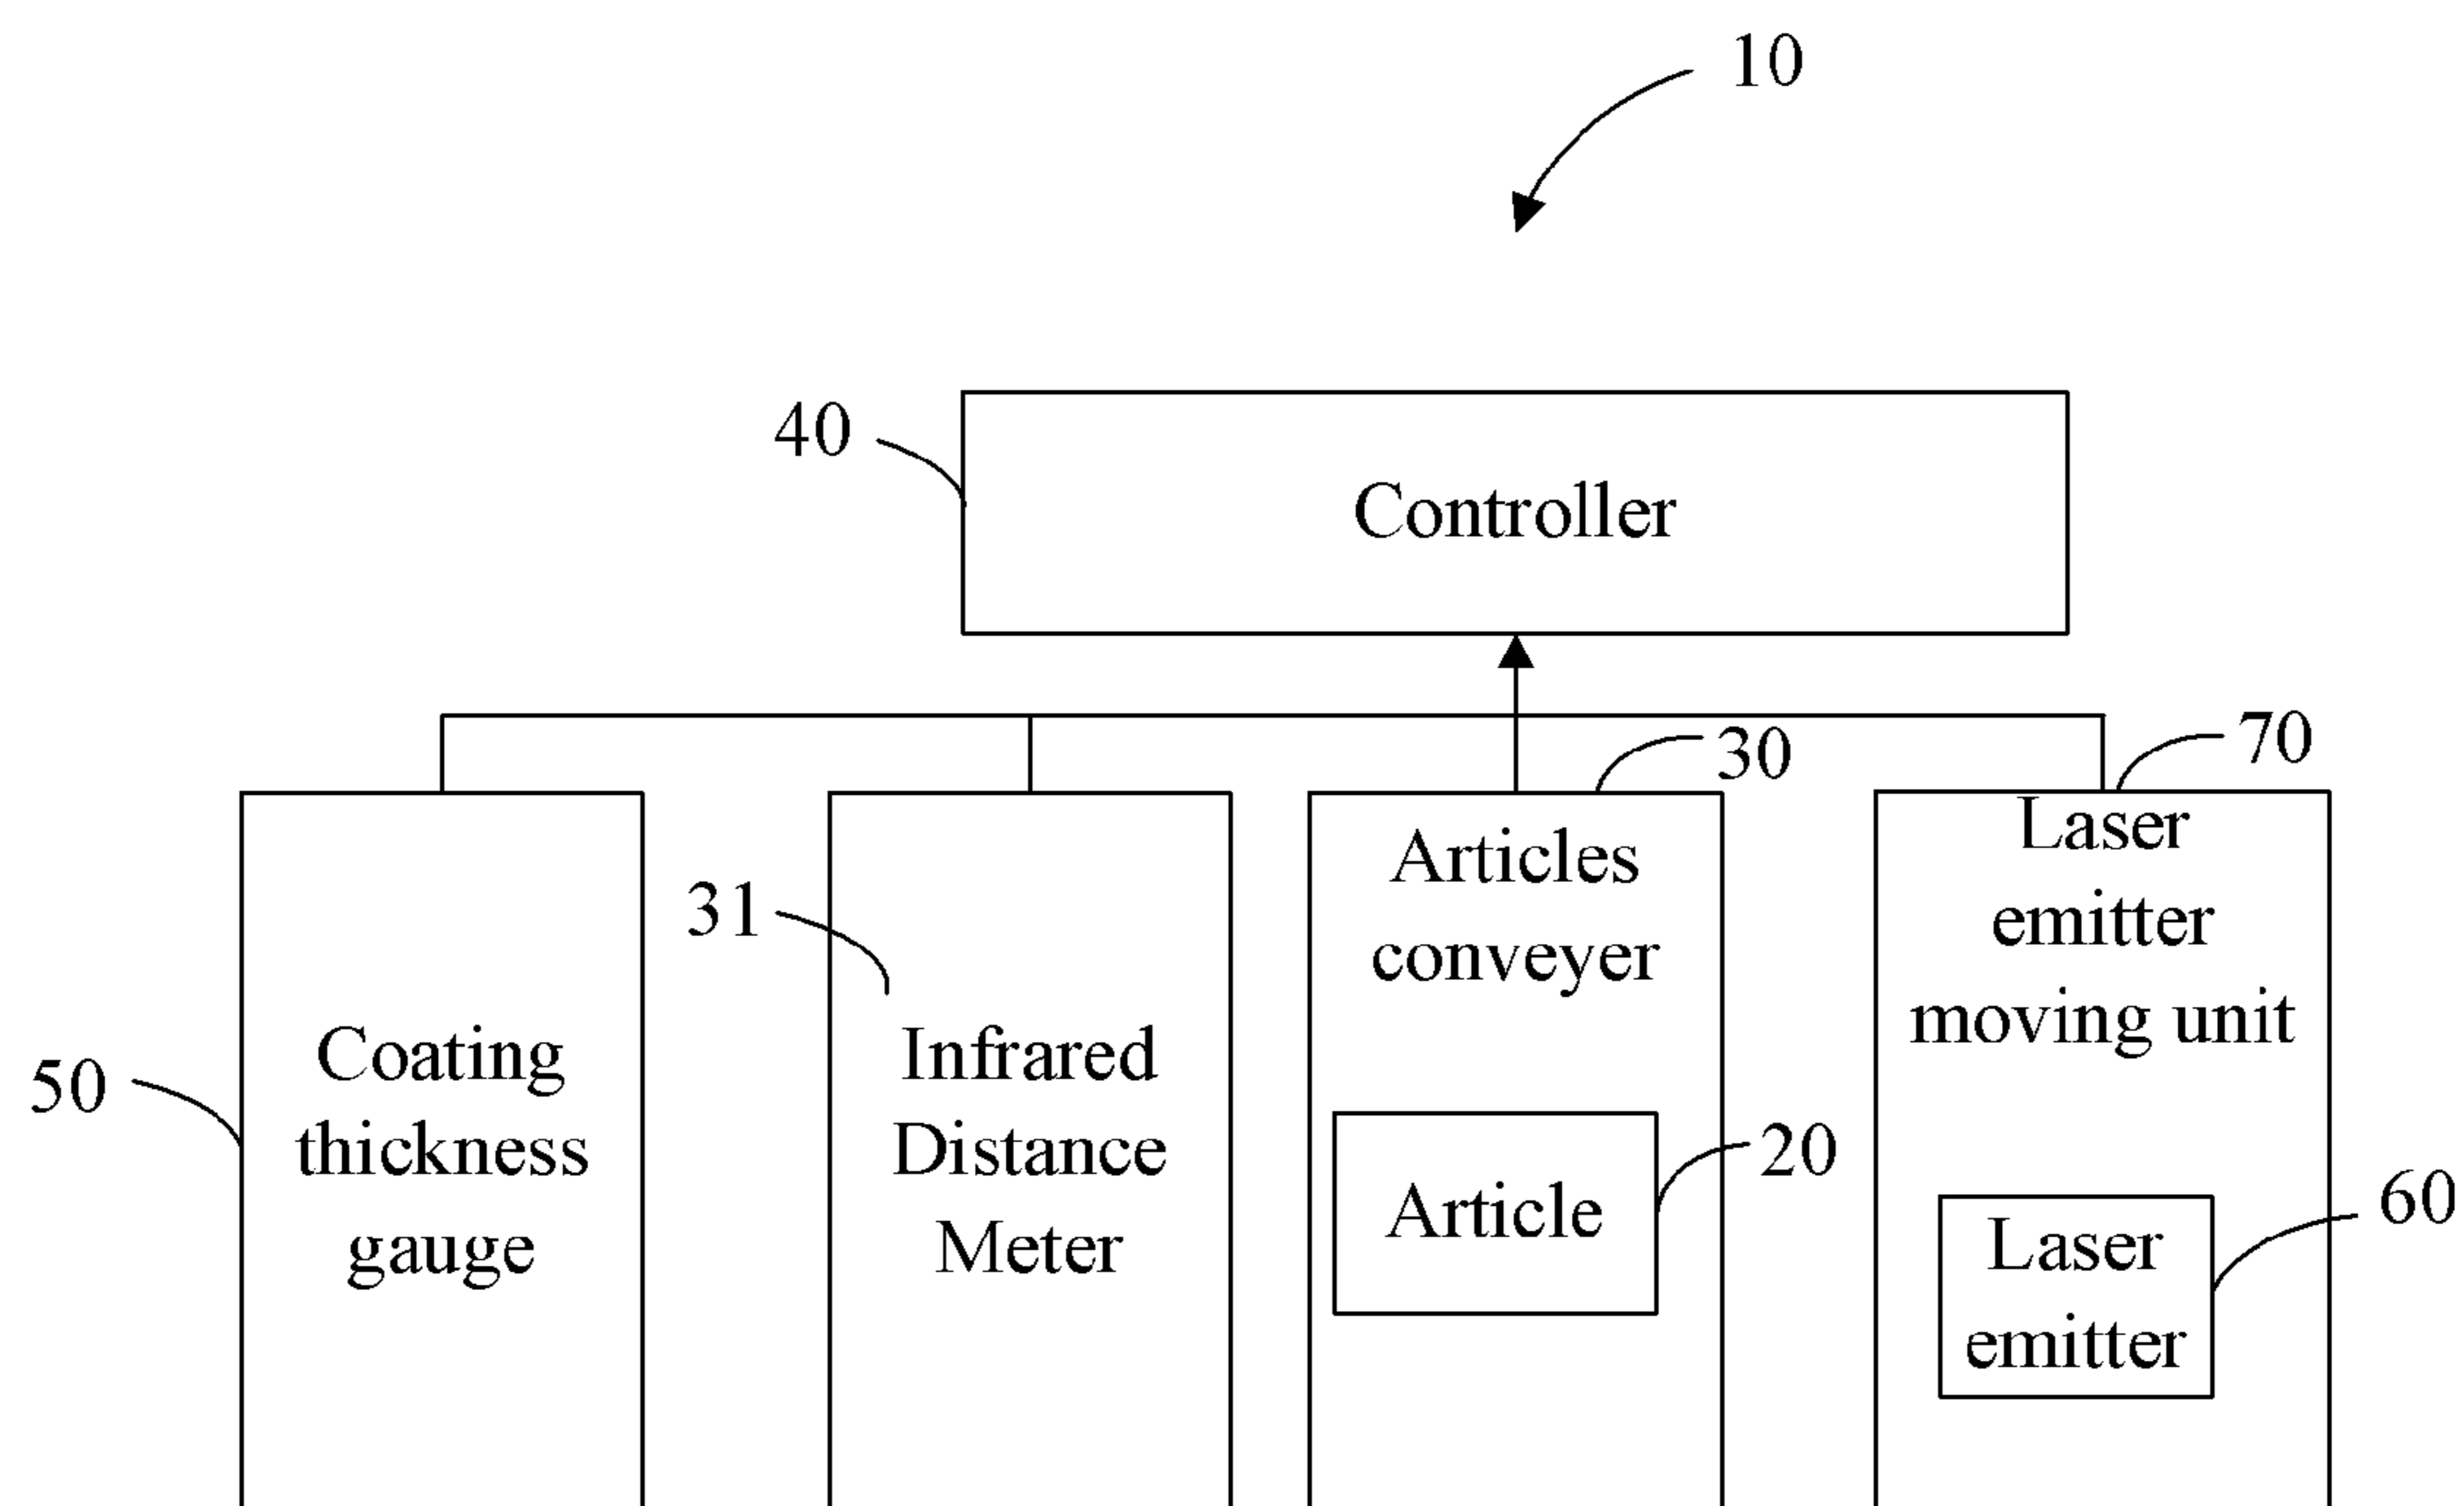 10
40
Controller
30
70
31
50
Coating
thickness
gauge
Infrared
Distance
Meter
Articles
conveyer
Article
20
Laser
emitter
moving unit
Laser
emitter
60